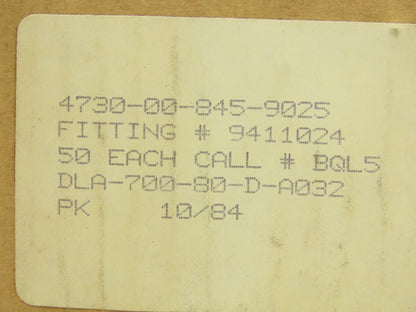 4730-00-845-9025
FITTING # 9411024
50 EACH CALL # BQL5
DLA-700-80-D-A032
PK 10/84